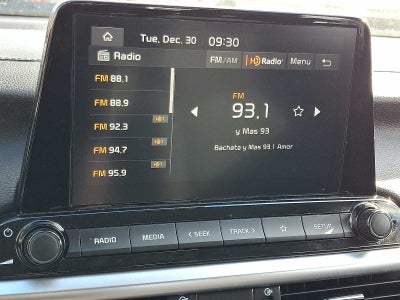 Tue, Dec. 30 09:30
Radio FM/AM HD Radio Menu
FM 88.1
FM 88.9
FM 92.3 HD1
FM 94.7 HD1
FM 95.9 HD1
FM
93.1
y Mas 93
Bachata y Mas 93.1 Amor
RADIO MEDIA < SEEK TRACK > SETUP